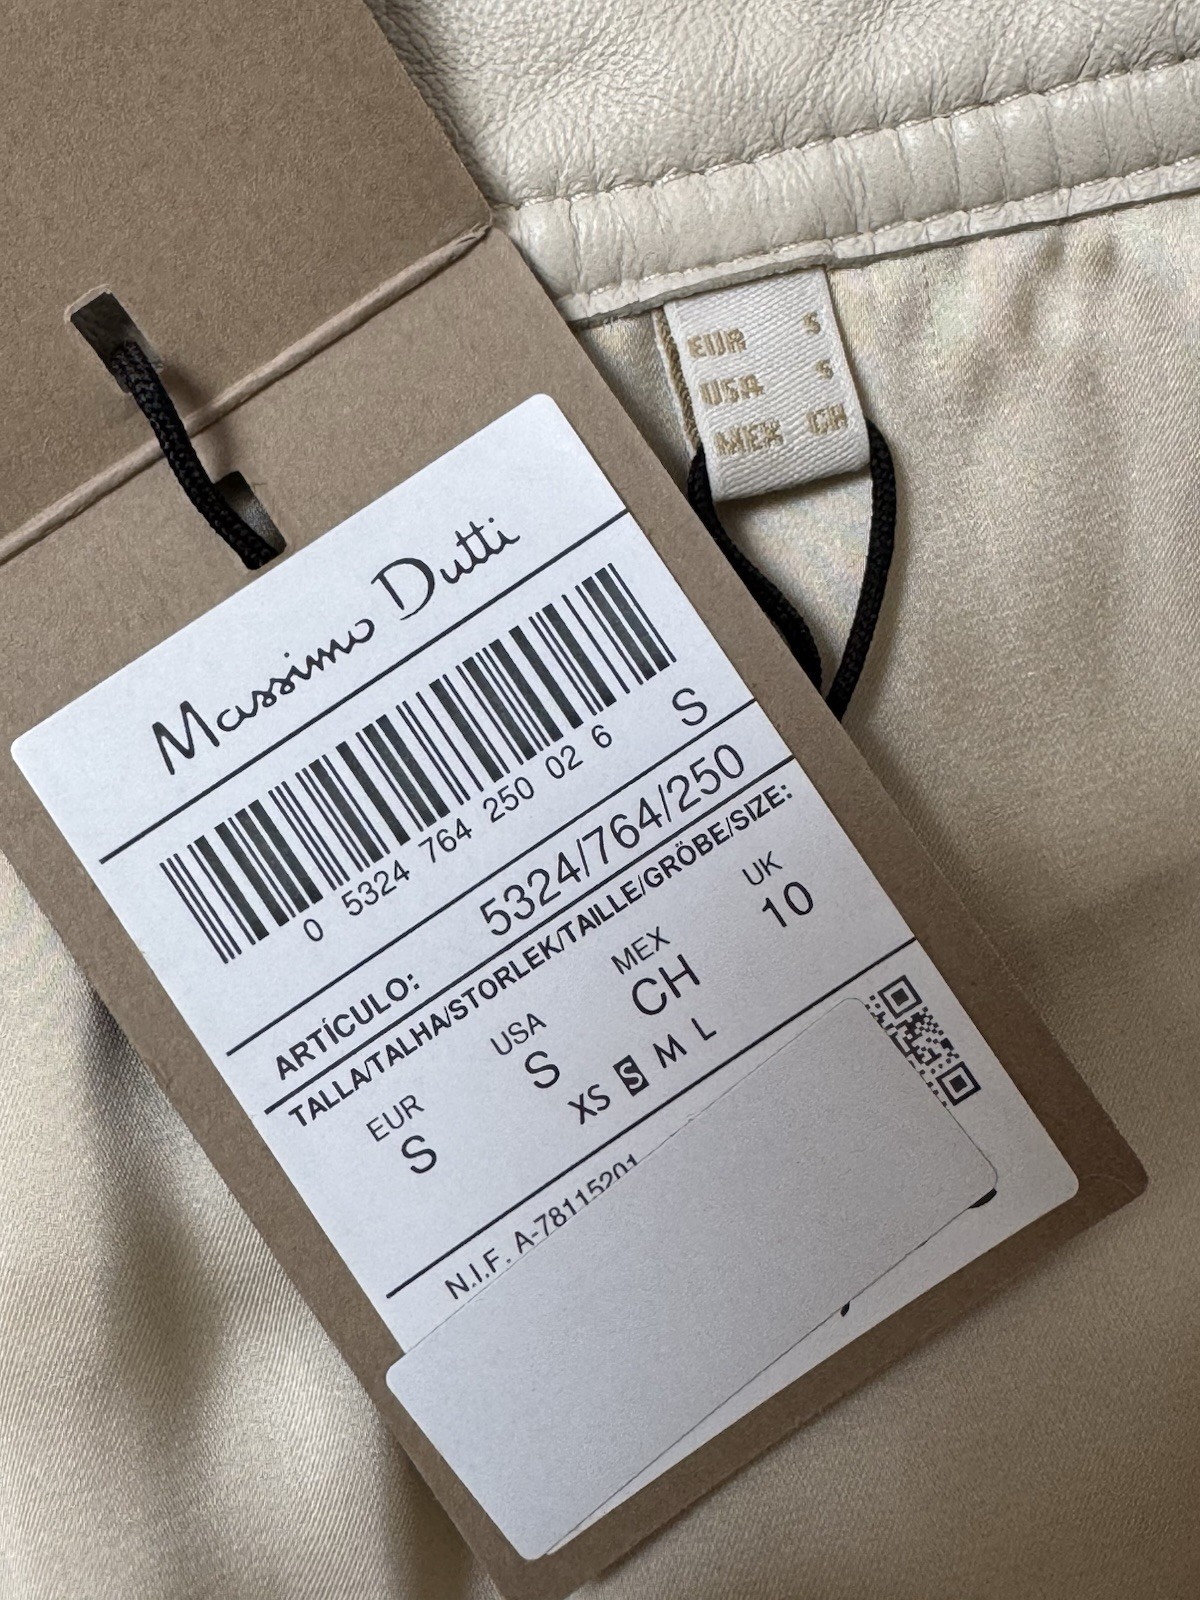 EUR S
USA S
MEX CH
Massimo Dutti
0 5324 764 250 02 6 S
ARTÍCULO: 5324/764/250
TALLA/TALHA/STORLEK/TAILLE/GRÖBE/SIZE:
EUR USA MEX UK
S S CH 10
XS S M L
N.I.F. A-78115201